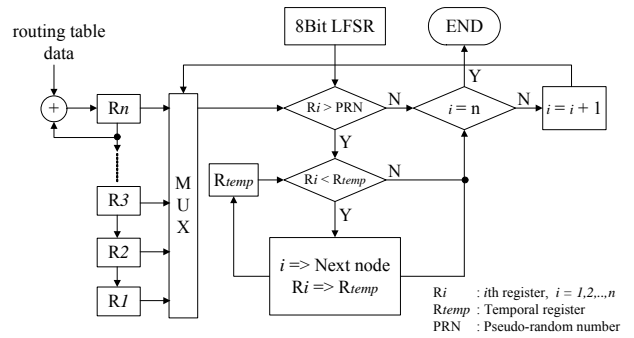 routing table
data
8Bit LFSR
END
+
Rn
Ri > PRN
N
i = n
Y
N
i = i + 1
Y
M
U
X
Rtemp
Ri < Rtemp
N
Y
R3
R2
R1
i => Next node
Ri => Rtemp
Ri : ith register, i = 1,2,..,n
Rtemp : Temporal register
PRN : Pseudo-random number